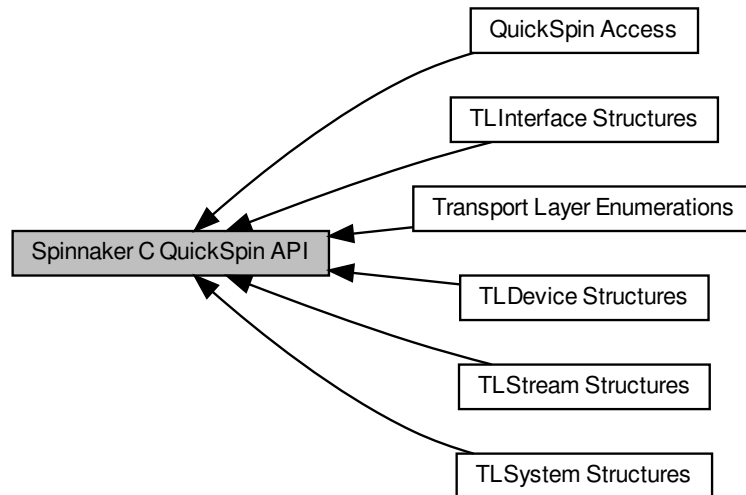 QuickSpin Access
TLInterface Structures
Transport Layer Enumerations
Spinnaker C QuickSpin API
TLDevice Structures
TLStream Structures
TLSystem Structures